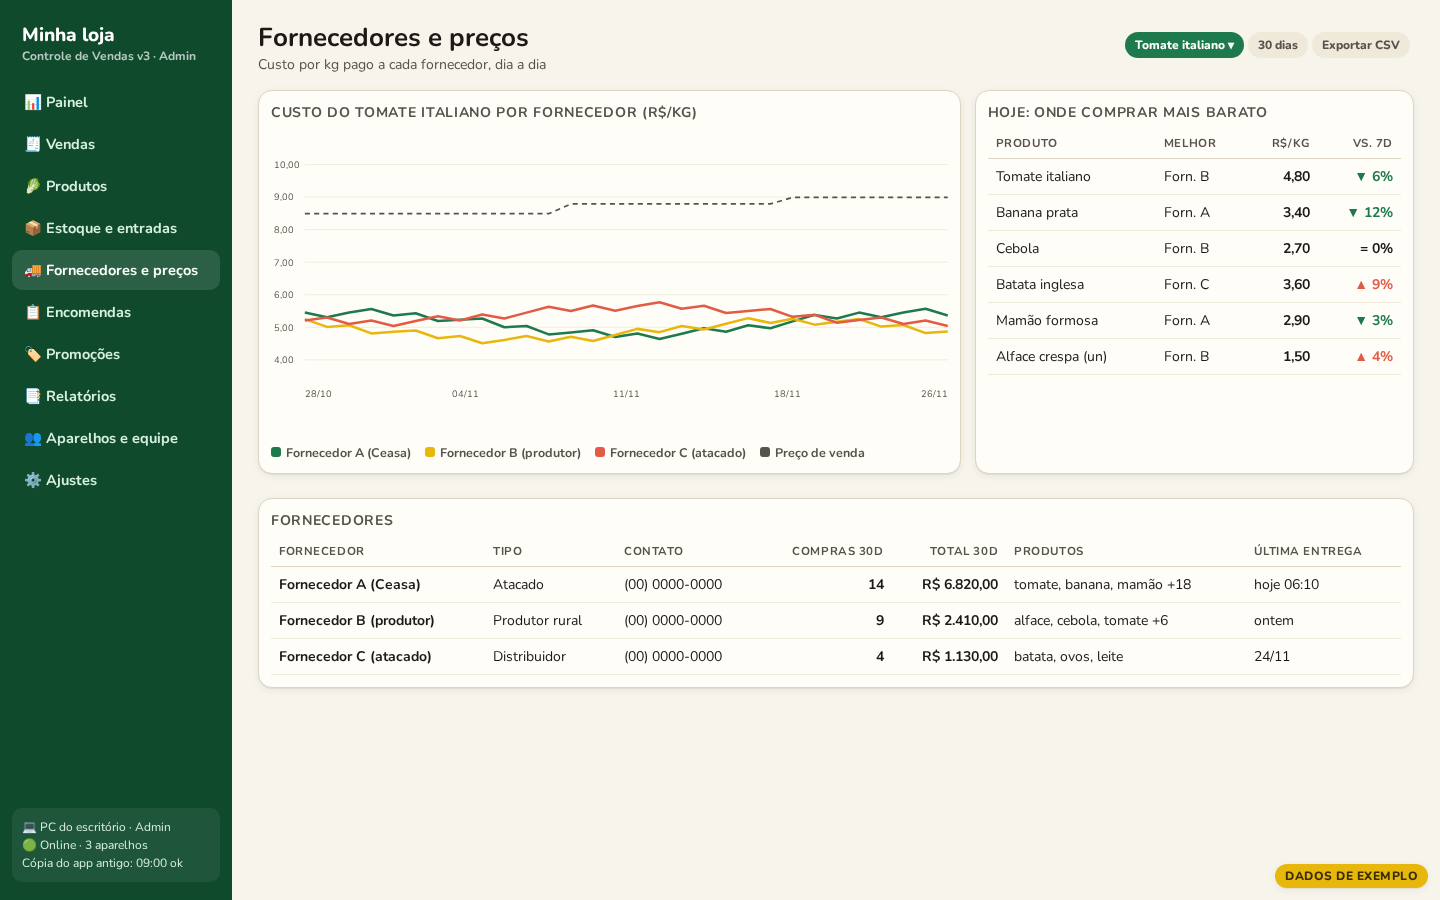 Minha loja
Controle de Vendas v3 · Admin
📊 Painel
🧾 Vendas
🥬 Produtos
📦 Estoque e entradas
🚚 Fornecedores e preços
📋 Encomendas
🏷️ Promoções
📑 Relatórios
👥 Aparelhos e equipe
⚙️ Ajustes
💻 PC do escritório · Admin
🟢 Online · 3 aparelhos
Cópia do app antigo: 09:00 ok
Fornecedores e preços
Custo por kg pago a cada fornecedor, dia a dia
Tomate italiano ▾ 30 dias Exportar CSV
CUSTO DO TOMATE ITALIANO POR FORNECEDOR (R$/KG)
10,00
9,00
8,00
7,00
6,00
5,00
4,00
28/10 04/11 11/11 18/11 26/11
Fornecedor A (Ceasa) Fornecedor B (produtor) Fornecedor C (atacado) Preço de venda
HOJE: ONDE COMPRAR MAIS BARATO
PRODUTO MELHOR R$/KG VS. 7D
Tomate italiano Forn. B 4,80 ▼ 6%
Banana prata Forn. A 3,40 ▼ 12%
Cebola Forn. B 2,70 = 0%
Batata inglesa Forn. C 3,60 ▲ 9%
Mamão formosa Forn. A 2,90 ▼ 3%
Alface crespa (un) Forn. B 1,50 ▲ 4%
FORNECEDORES
FORNECEDOR TIPO CONTATO COMPRAS 30D TOTAL 30D PRODUTOS ÚLTIMA ENTREGA
Fornecedor A (Ceasa) Atacado (00) 0000-0000 14 R$ 6.820,00 tomate, banana, mamão +18 hoje 06:10
Fornecedor B (produtor) Produtor rural (00) 0000-0000 9 R$ 2.410,00 alface, cebola, tomate +6 ontem
Fornecedor C (atacado) Distribuidor (00) 0000-0000 4 R$ 1.130,00 batata, ovos, leite 24/11
DADOS DE EXEMPLO